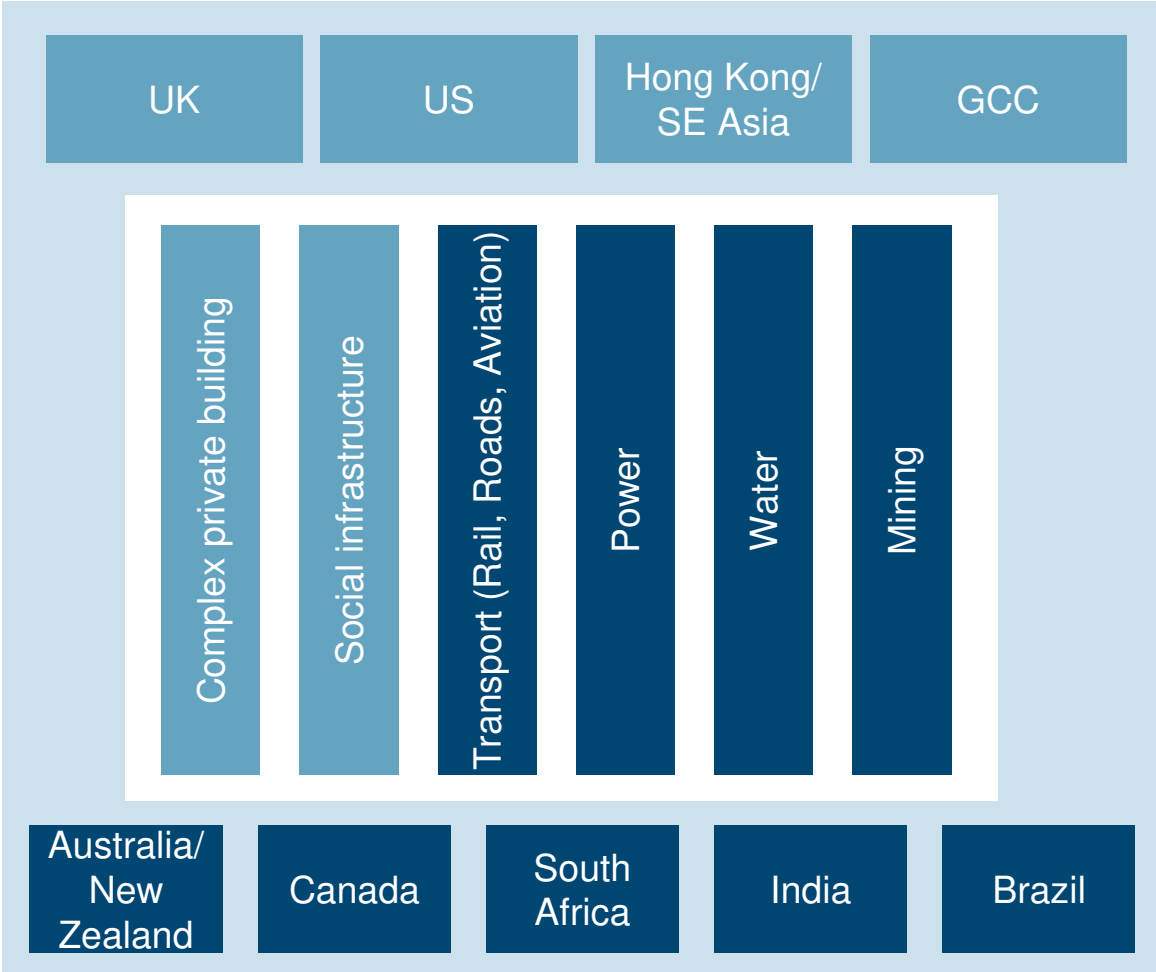 UK
US
Hong Kong/
SE Asia
GCC
Complex private building
Social infrastructure
Transport (Rail, Roads, Aviation)
Power
Water
Mining
Australia/
New
Zealand
Canada
South
Africa
India
Brazil